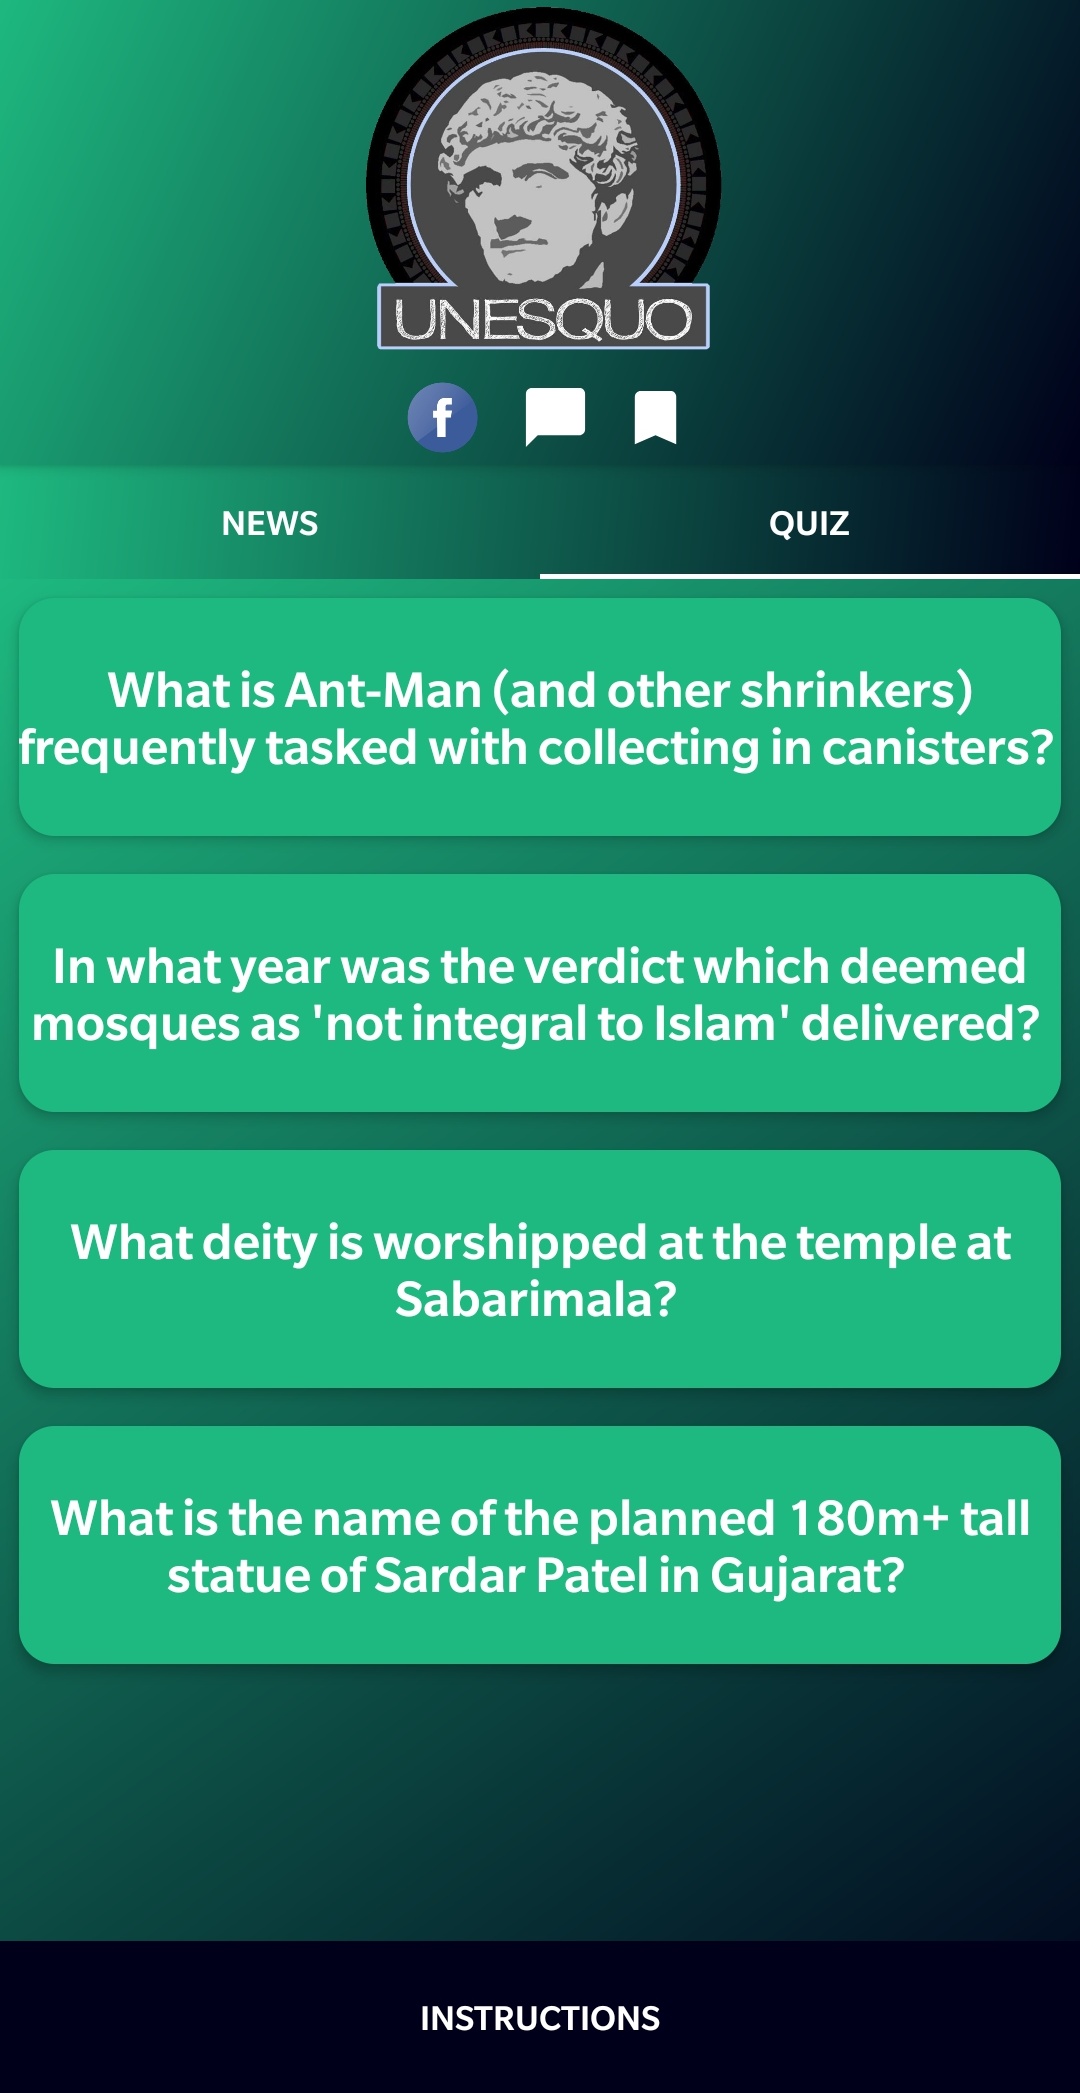 UNESQUO
f
NEWS
QUIZ
What is Ant-Man (and other shrinkers)
frequently tasked with collecting in canisters?
In what year was the verdict which deemed
mosques as 'not integral to Islam' delivered?
What deity is worshipped at the temple at
Sabarimala?
What is the name of the planned 180m+ tall
statue of Sardar Patel in Gujarat?
INSTRUCTIONS